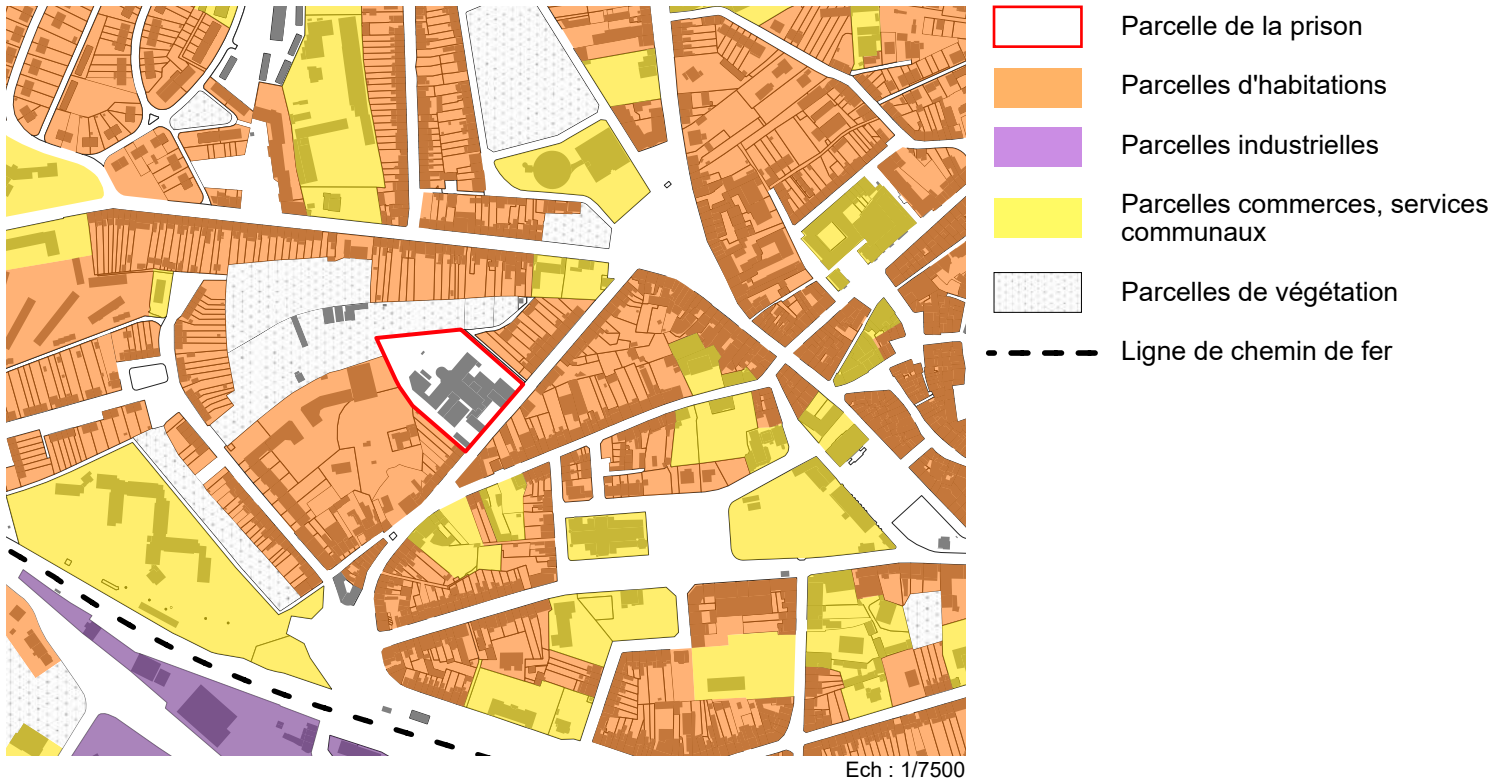 Parcelle de la prison
Parcelles d'habitations
Parcelles industrielles
Parcelles commerces, services
communaux
Parcelles de végétation
Ligne de chemin de fer
Ech : 1/7500